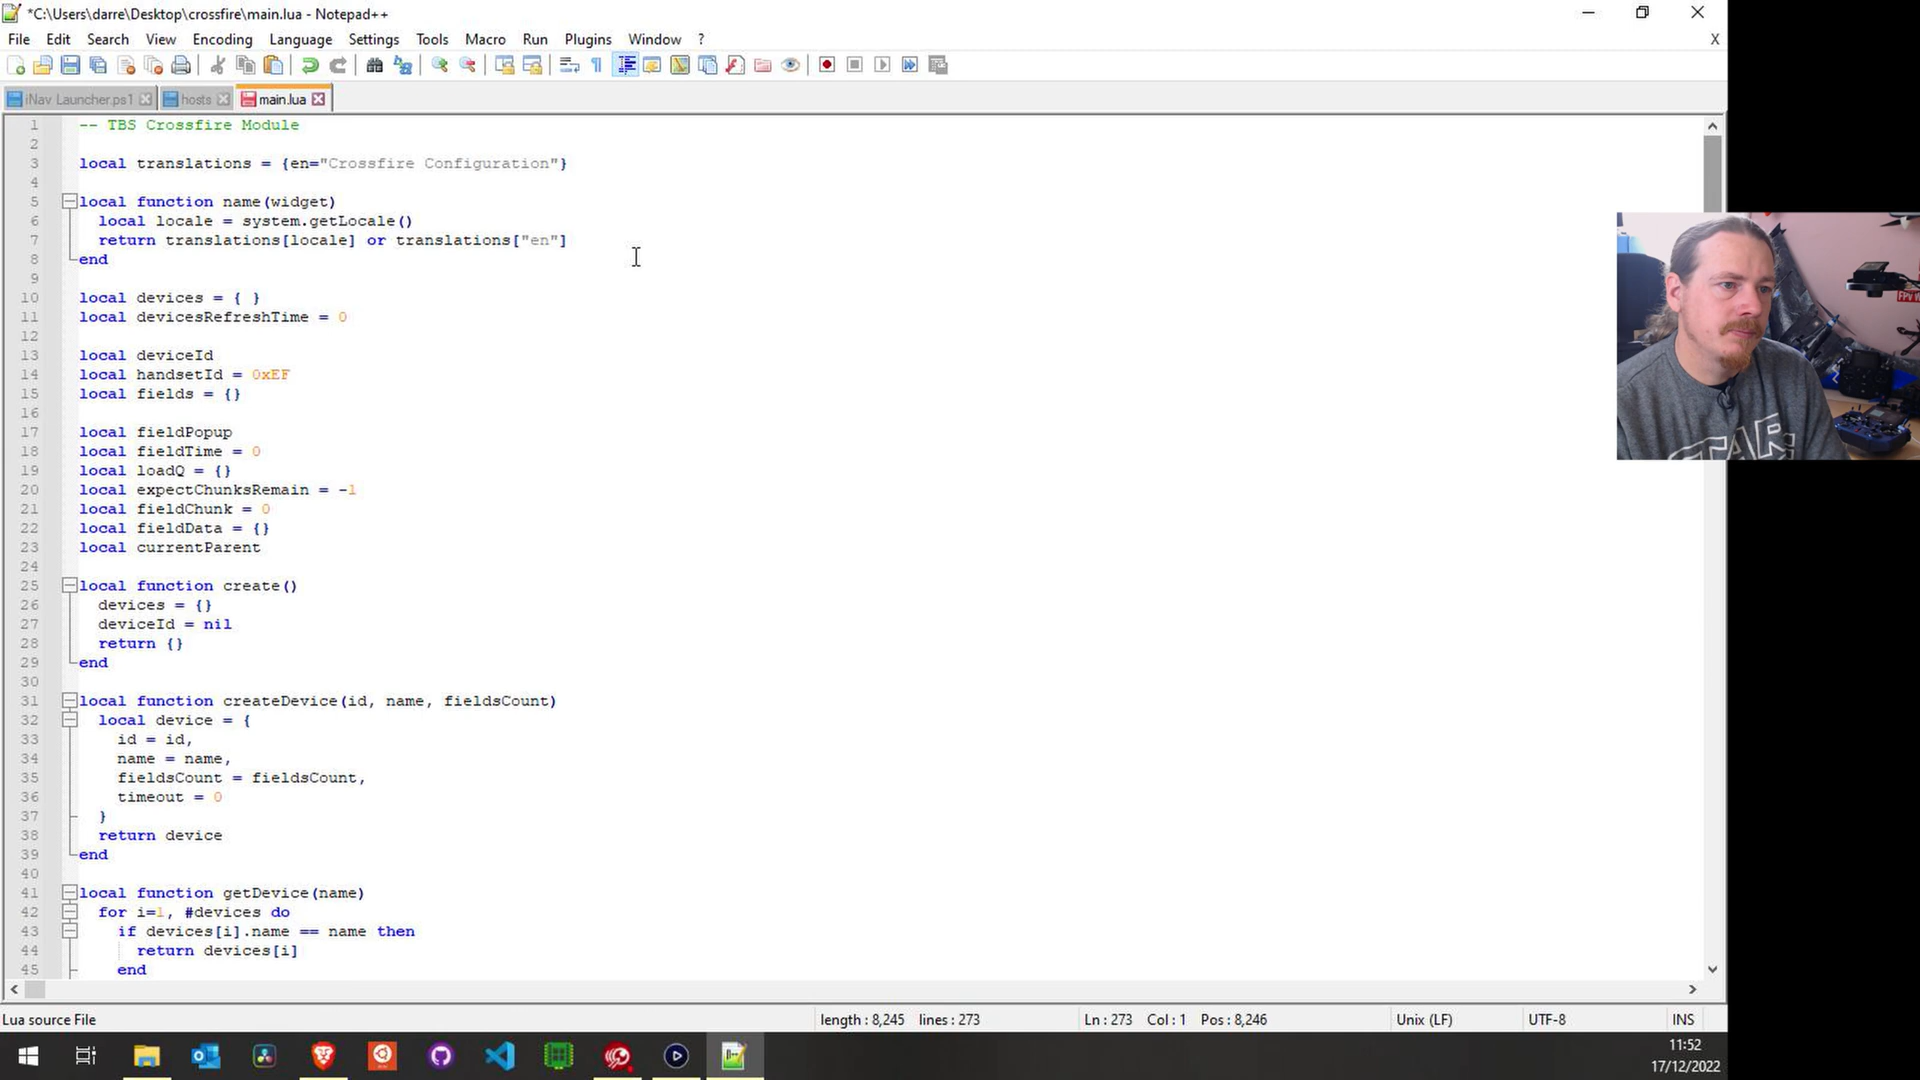 *C:\Users\darre\Desktop\crossfire\main.lua - Notepad++
File Edit Search View Encoding Language Settings Tools Macro Run Plugins Window ? X
iNav Launcher.ps1 hosts main.lua
1 -- TBS Crossfire Module
2
3 local translations = {en="Crossfire Configuration"}
4
5 local function name(widget)
6 local locale = system.getLocale()
7 return translations[locale] or translations["en"]
8 end
9
10 local devices = { }
11 local devicesRefreshTime = 0
12
13 local deviceId
14 local handsetId = 0xEF
15 local fields = {}
16
17 local fieldPopup
18 local fieldTime = 0
19 local loadQ = {}
20 local expectChunksRemain = -1
21 local fieldChunk = 0
22 local fieldData = {}
23 local currentParent
24
25 local function create()
26 devices = {}
27 deviceId = nil
28 return {}
29 end
30
31 local function createDevice(id, name, fieldsCount)
32 local device = {
33 id = id,
34 name = name,
35 fieldsCount = fieldsCount,
36 timeout = 0
37 }
38 return device
39 end
40
41 local function getDevice(name)
42 for i=1, #devices do
43 if devices[i].name == name then
44 return devices[i]
45 end
FPV
STAR
Lua source File length : 8,245 lines : 273 Ln : 273 Col : 1 Pos : 8,246 Unix (LF) UTF-8 INS
11:52
17/12/2022